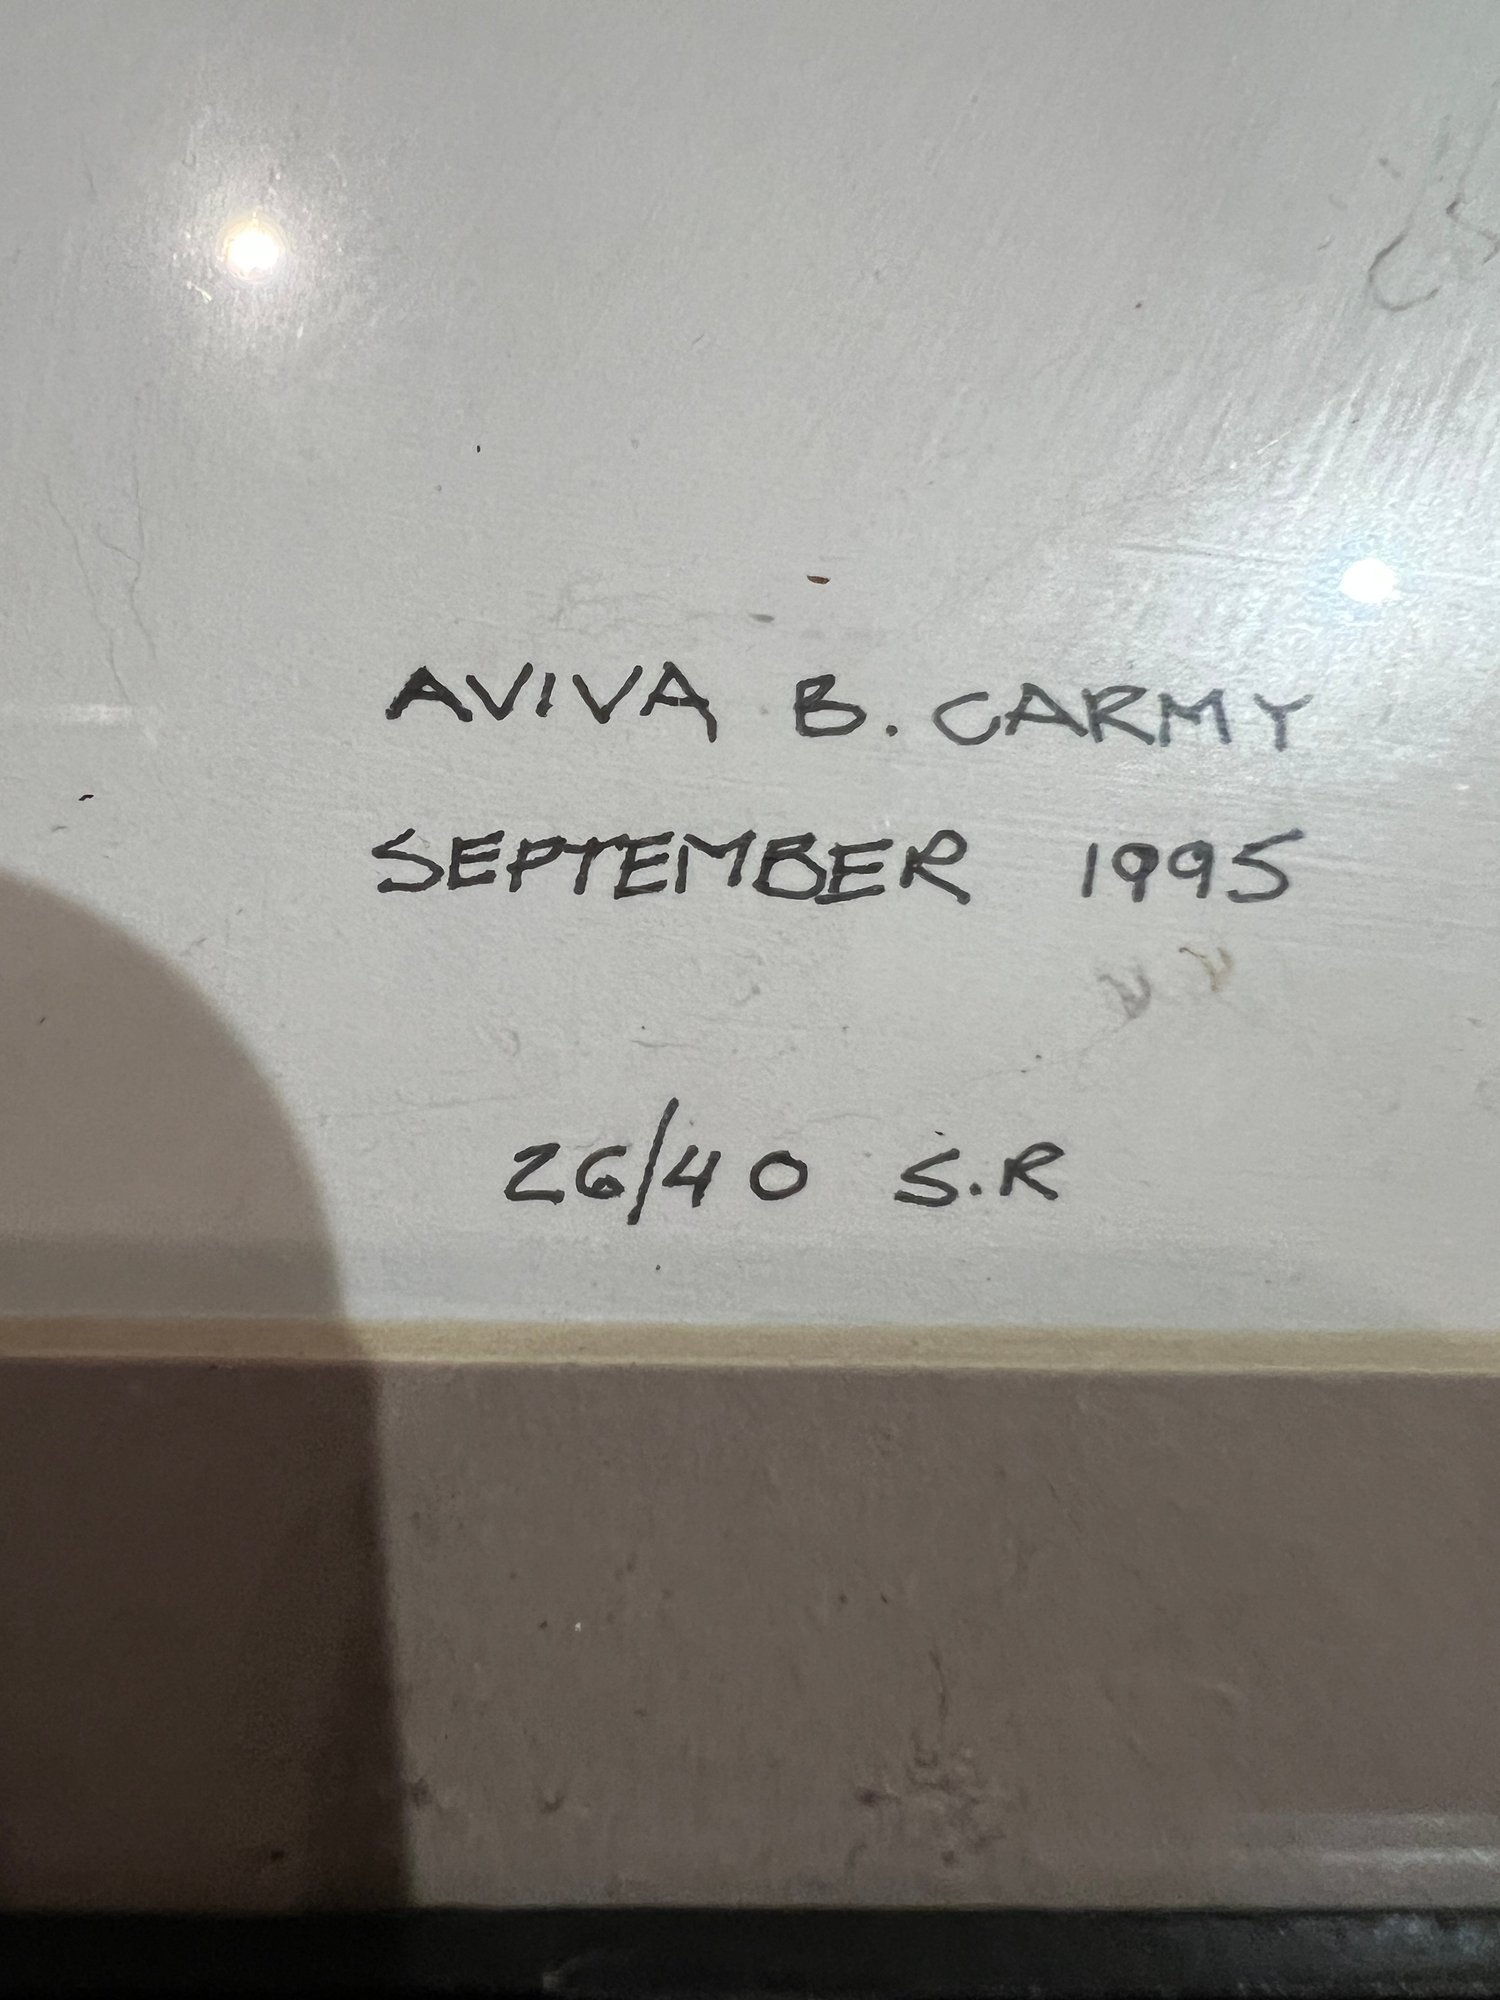 AVIVA B. CARMY
SEPTEMBER 1995
26/40 S.R